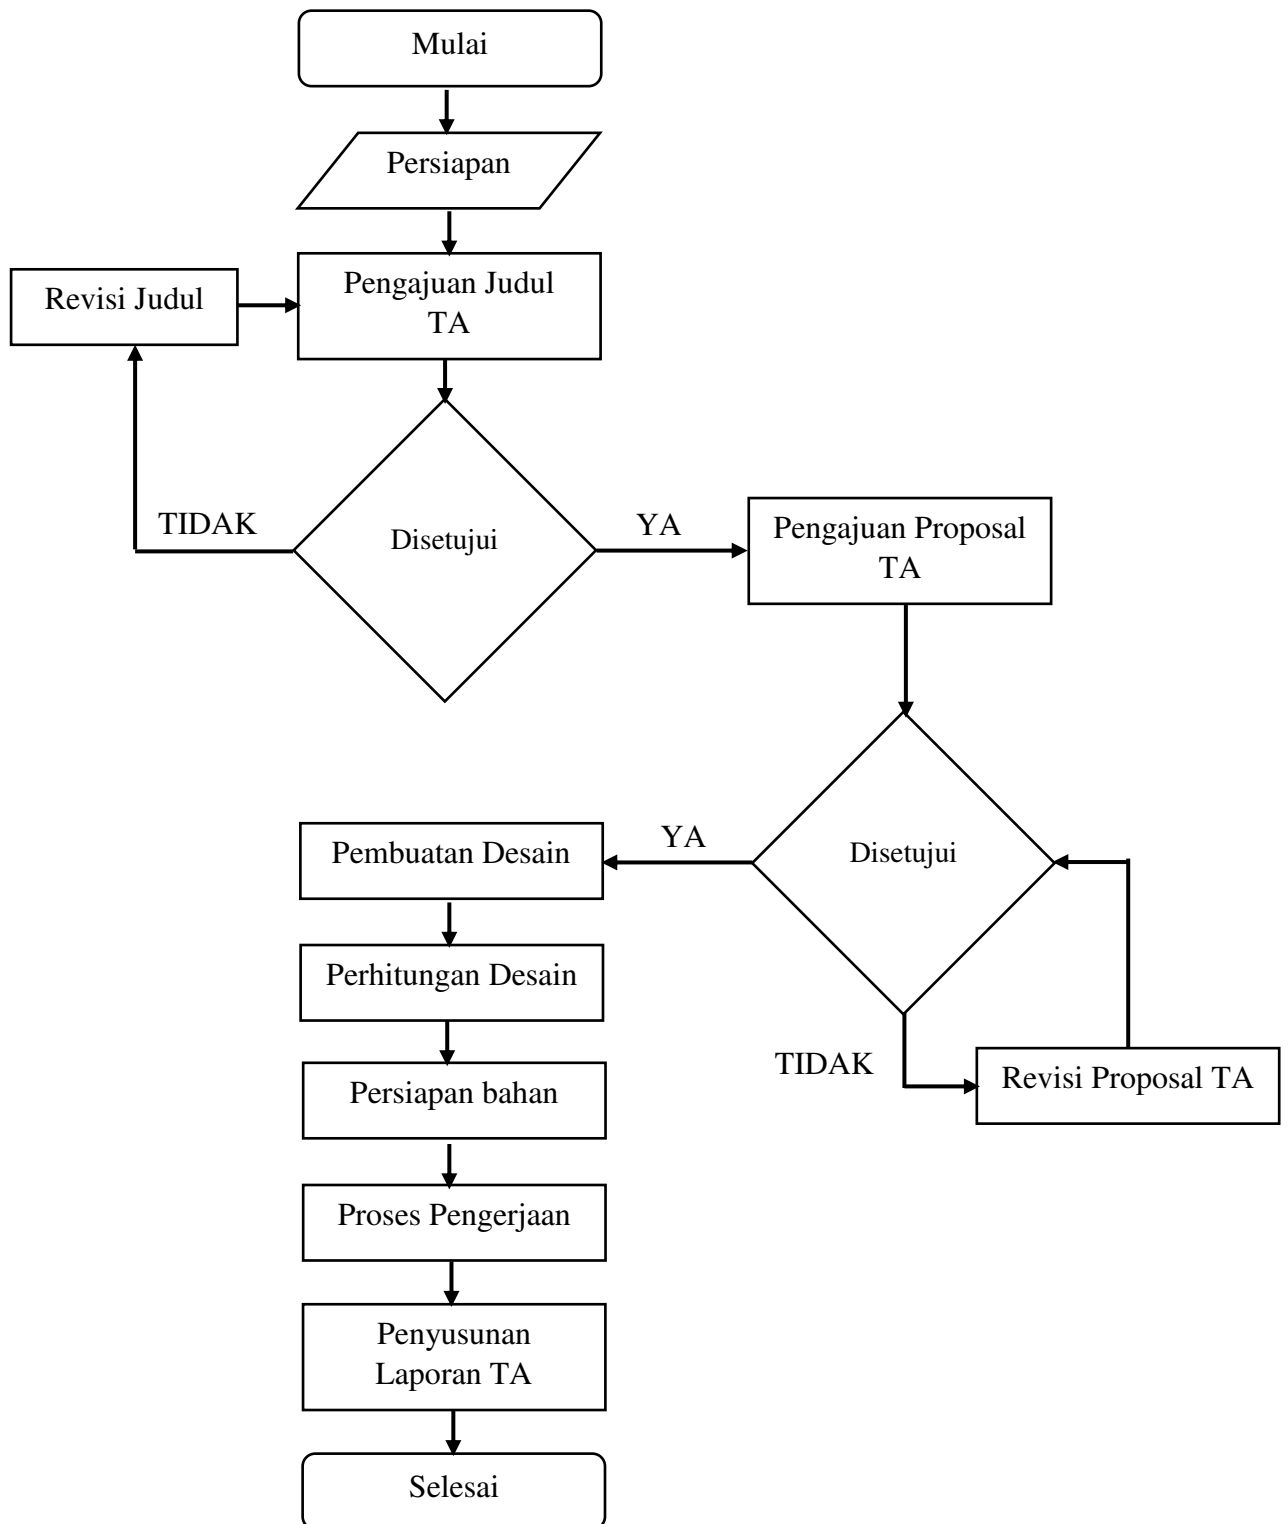 Mulai
Persiapan
Pengajuan Judul
TA
Revisi Judul
Disetujui
TIDAK
YA
Pengajuan Proposal
TA
Disetujui
YA
TIDAK
Revisi Proposal TA
Pembuatan Desain
Perhitungan Desain
Persiapan bahan
Proses Pengerjaan
Penyusunan
Laporan TA
Selesai